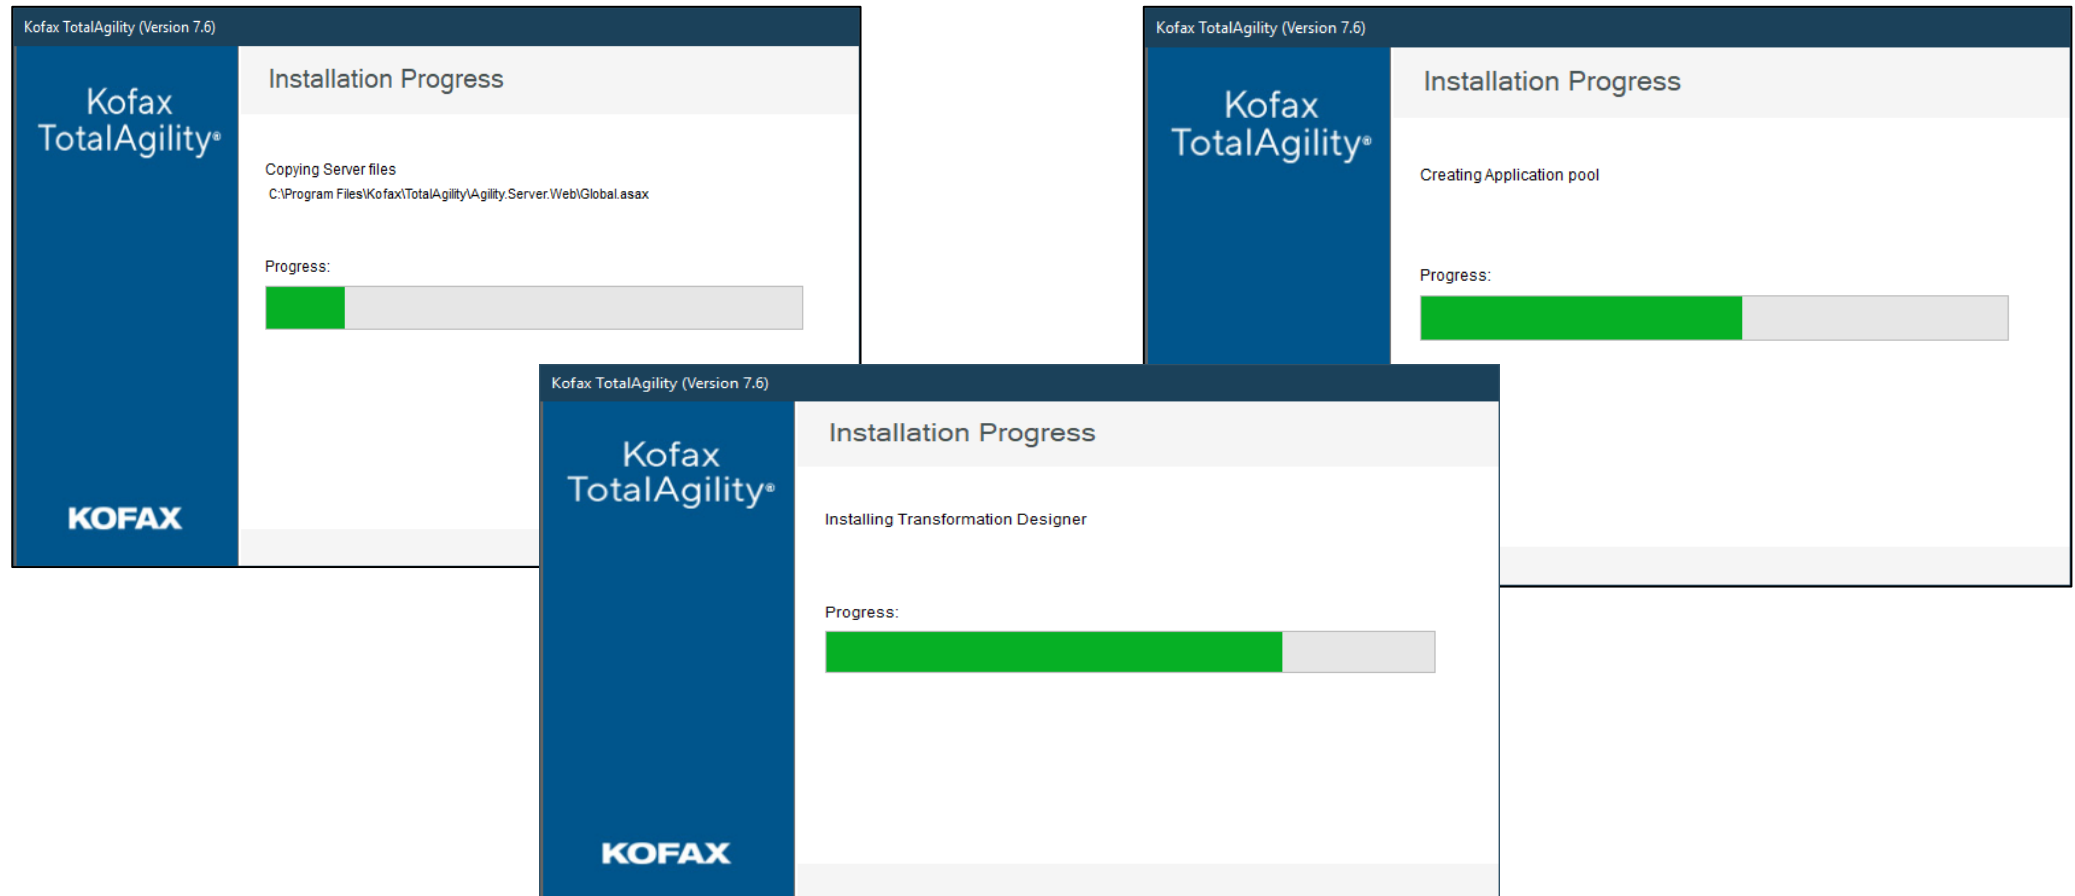 Kofax TotalAgility (Version 7.6)
Kofax
TotalAgility®
Installation Progress
Copying Server files
C:\Program Files\Kofax\TotalAgility\Agility.Server.Web\Global.asax
Progress:
KOFAX
Kofax TotalAgility (Version 7.6)
Kofax
TotalAgility®
Installation Progress
Creating Application pool
Progress:
Kofax TotalAgility (Version 7.6)
Kofax
TotalAgility®
Installation Progress
Installing Transformation Designer
Progress:
KOFAX